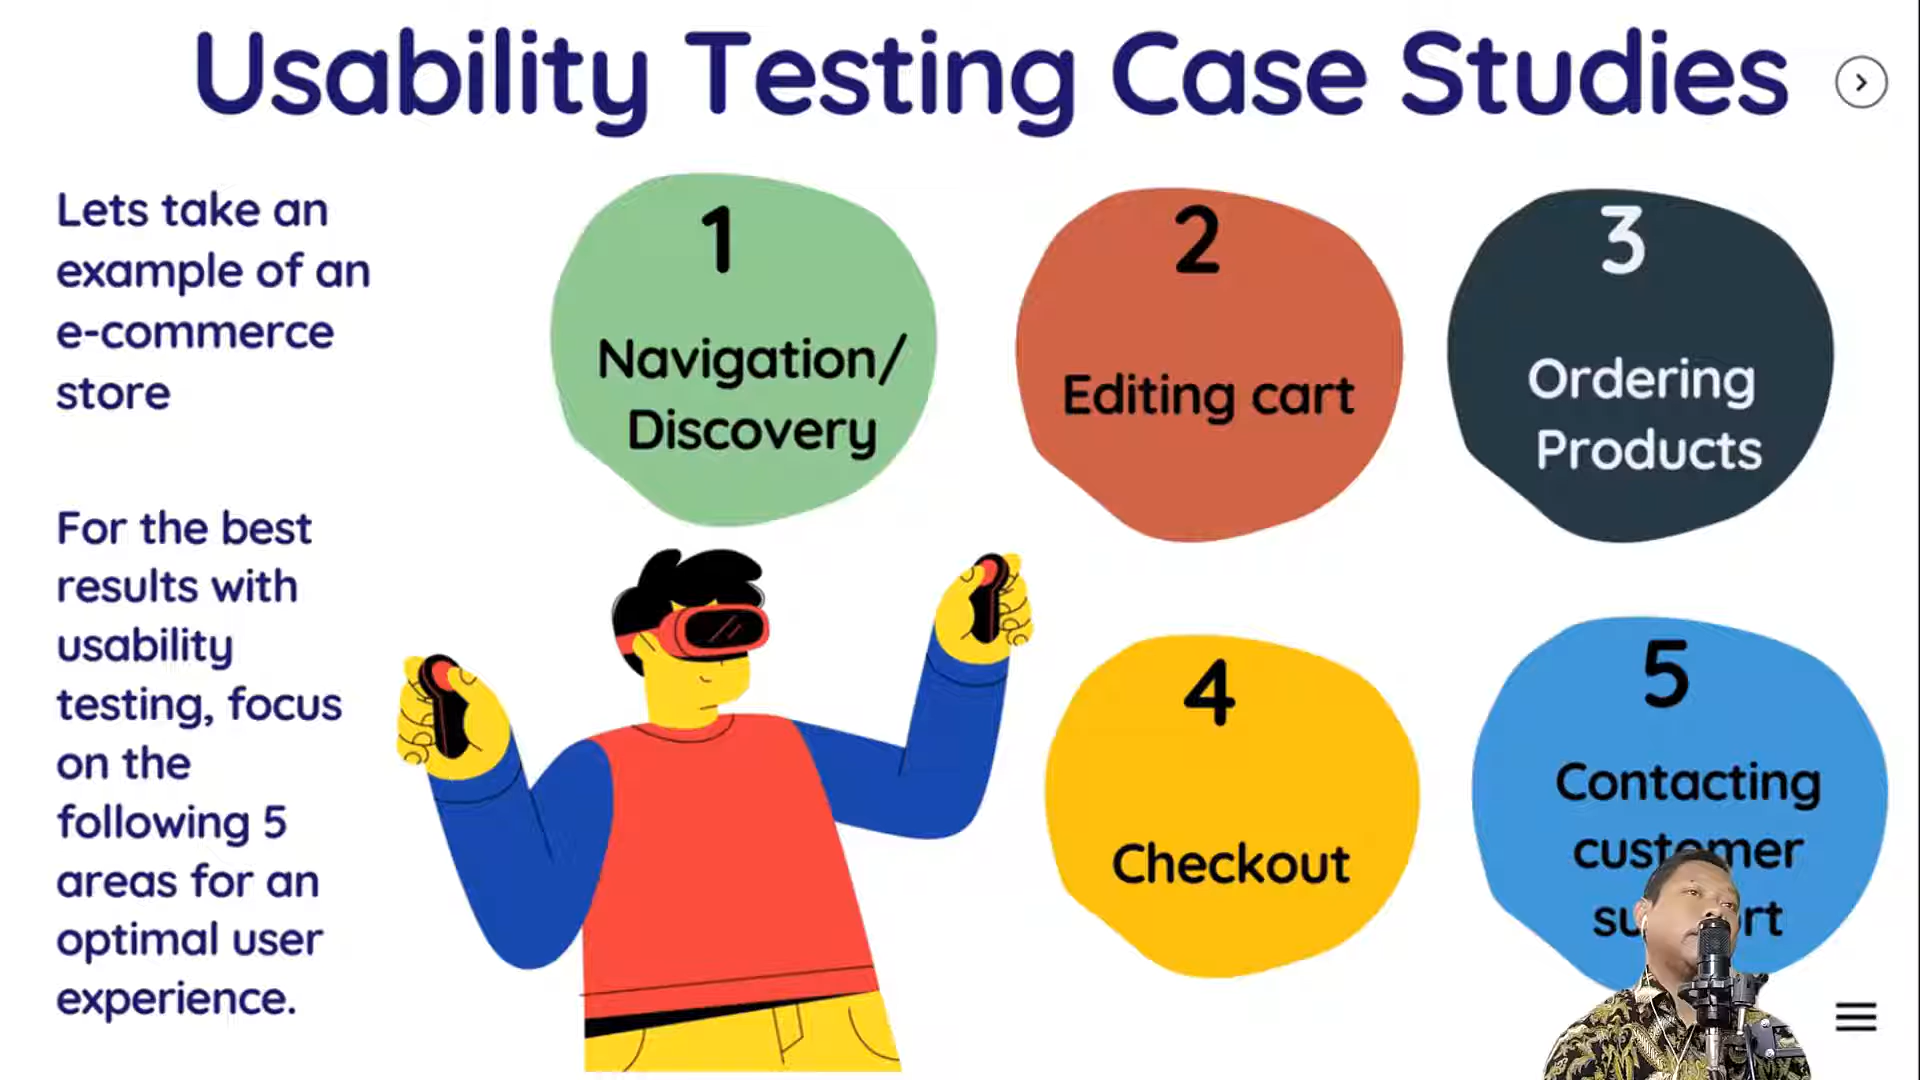 Usability Testing Case Studies
Lets take an
example of an
e-commerce
store
For the best
results with
usability
testing, focus
on the
following 5
areas for an
optimal user
experience.
1
Navigation/
Discovery
2
Editing cart
3
Ordering
Products
4
Checkout
5
Contacting
customer